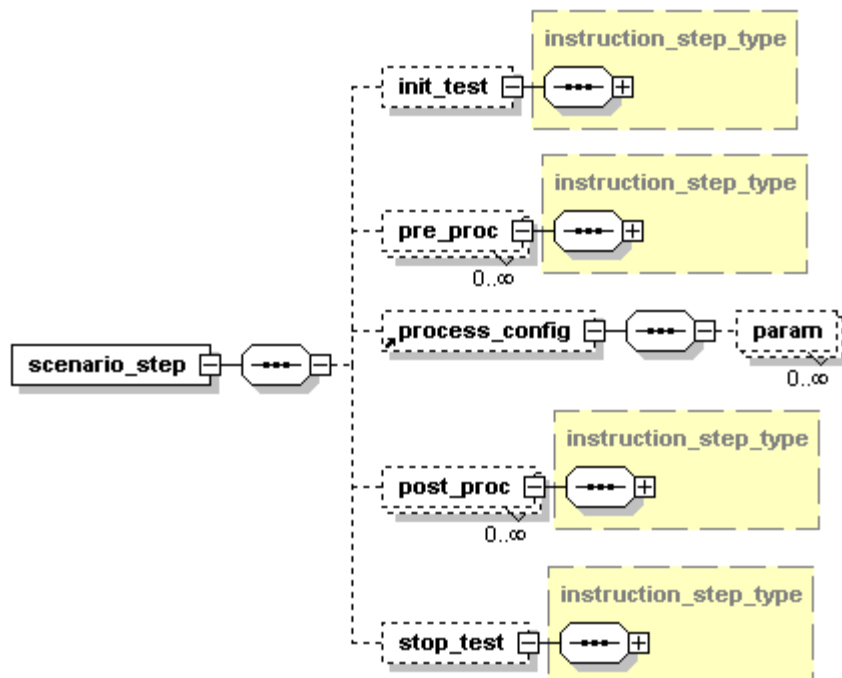 instruction_step_type
init_test
instruction_step_type
pre_proc
0..∞
process_config
param
0..∞
scenario_step
instruction_step_type
post_proc
0..∞
instruction_step_type
stop_test